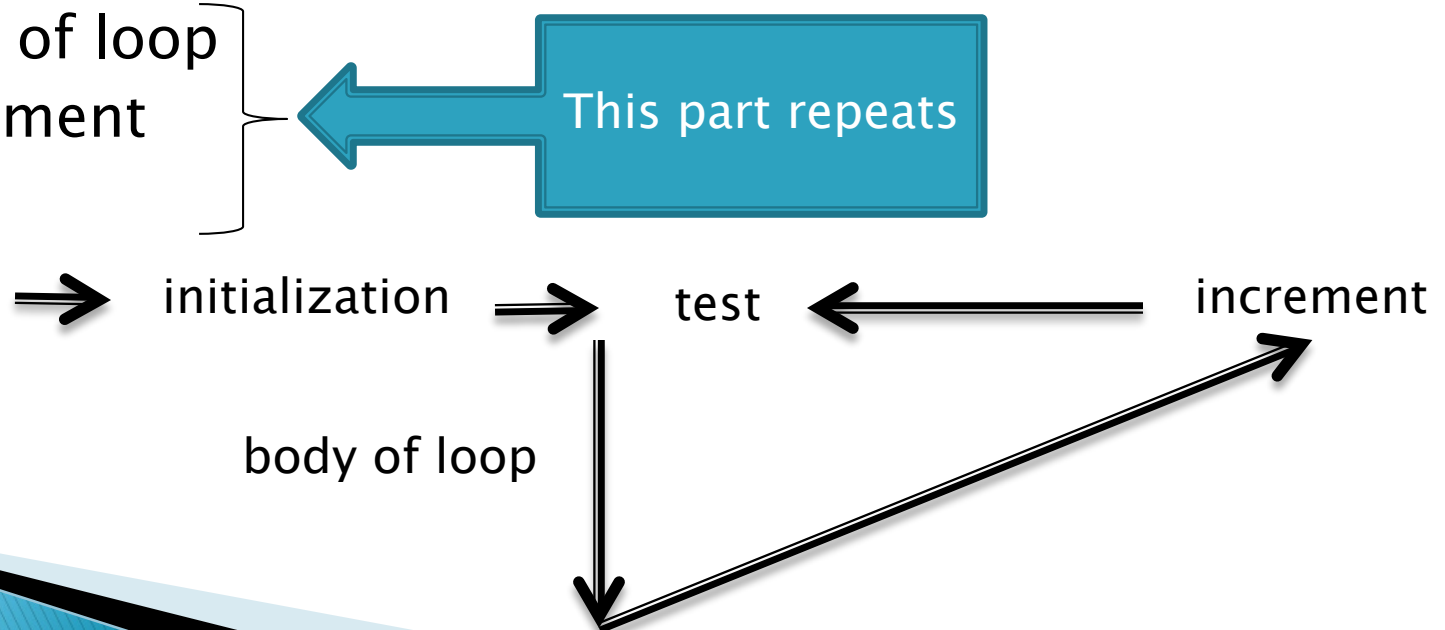 of loop
ment
This part repeats
initialization
test
increment
body of loop